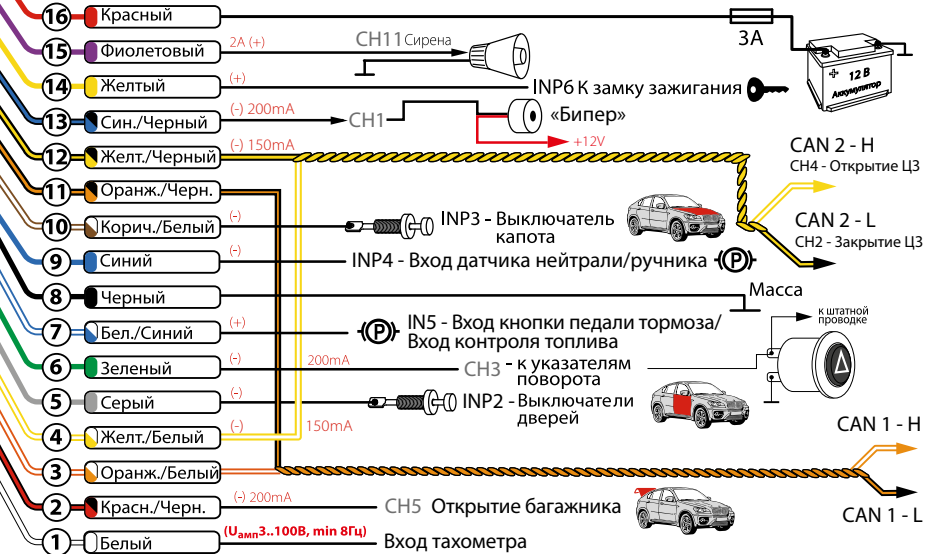 16 Красный
3А
+ -
12 В
Аккумулятор
15 Фиолетовый 2А (+) CH11 Сирена
14 Желтый (+) INP6 К замку зажигания
13 Син./Черный (-) 200mA CH1 «Бипер»
+12V
12 Желт./Черный (-) 150mA
CAN 2 - H
CH4 - Открытие ЦЗ
11 Оранж./Черн.
10 Корич./Белый (-) INP3 - Выключатель
капота
CAN 2 - L
CH2 - Закрытие ЦЗ
9 Синий (-) INP4 - Вход датчика нейтрали/ручника (P)
8 Черный Масса
7 Бел./Синий (+) (P) IN5 - Вход кнопки педали тормоза/
Вход контроля топлива
к штатной
проводке
6 Зеленый (-) 200mA CH3 - к указателям
поворота
5 Серый (-) INP2 - Выключатели
дверей
4 Желт./Белый (-) 150mA
CAN 1 - H
3 Оранж./Белый
CAN 1 - L
2 Красн./Черн. (-) 200mA CH5 Открытие багажника
1 Белый (Uамп3..100В, min 8Гц) Вход тахометра